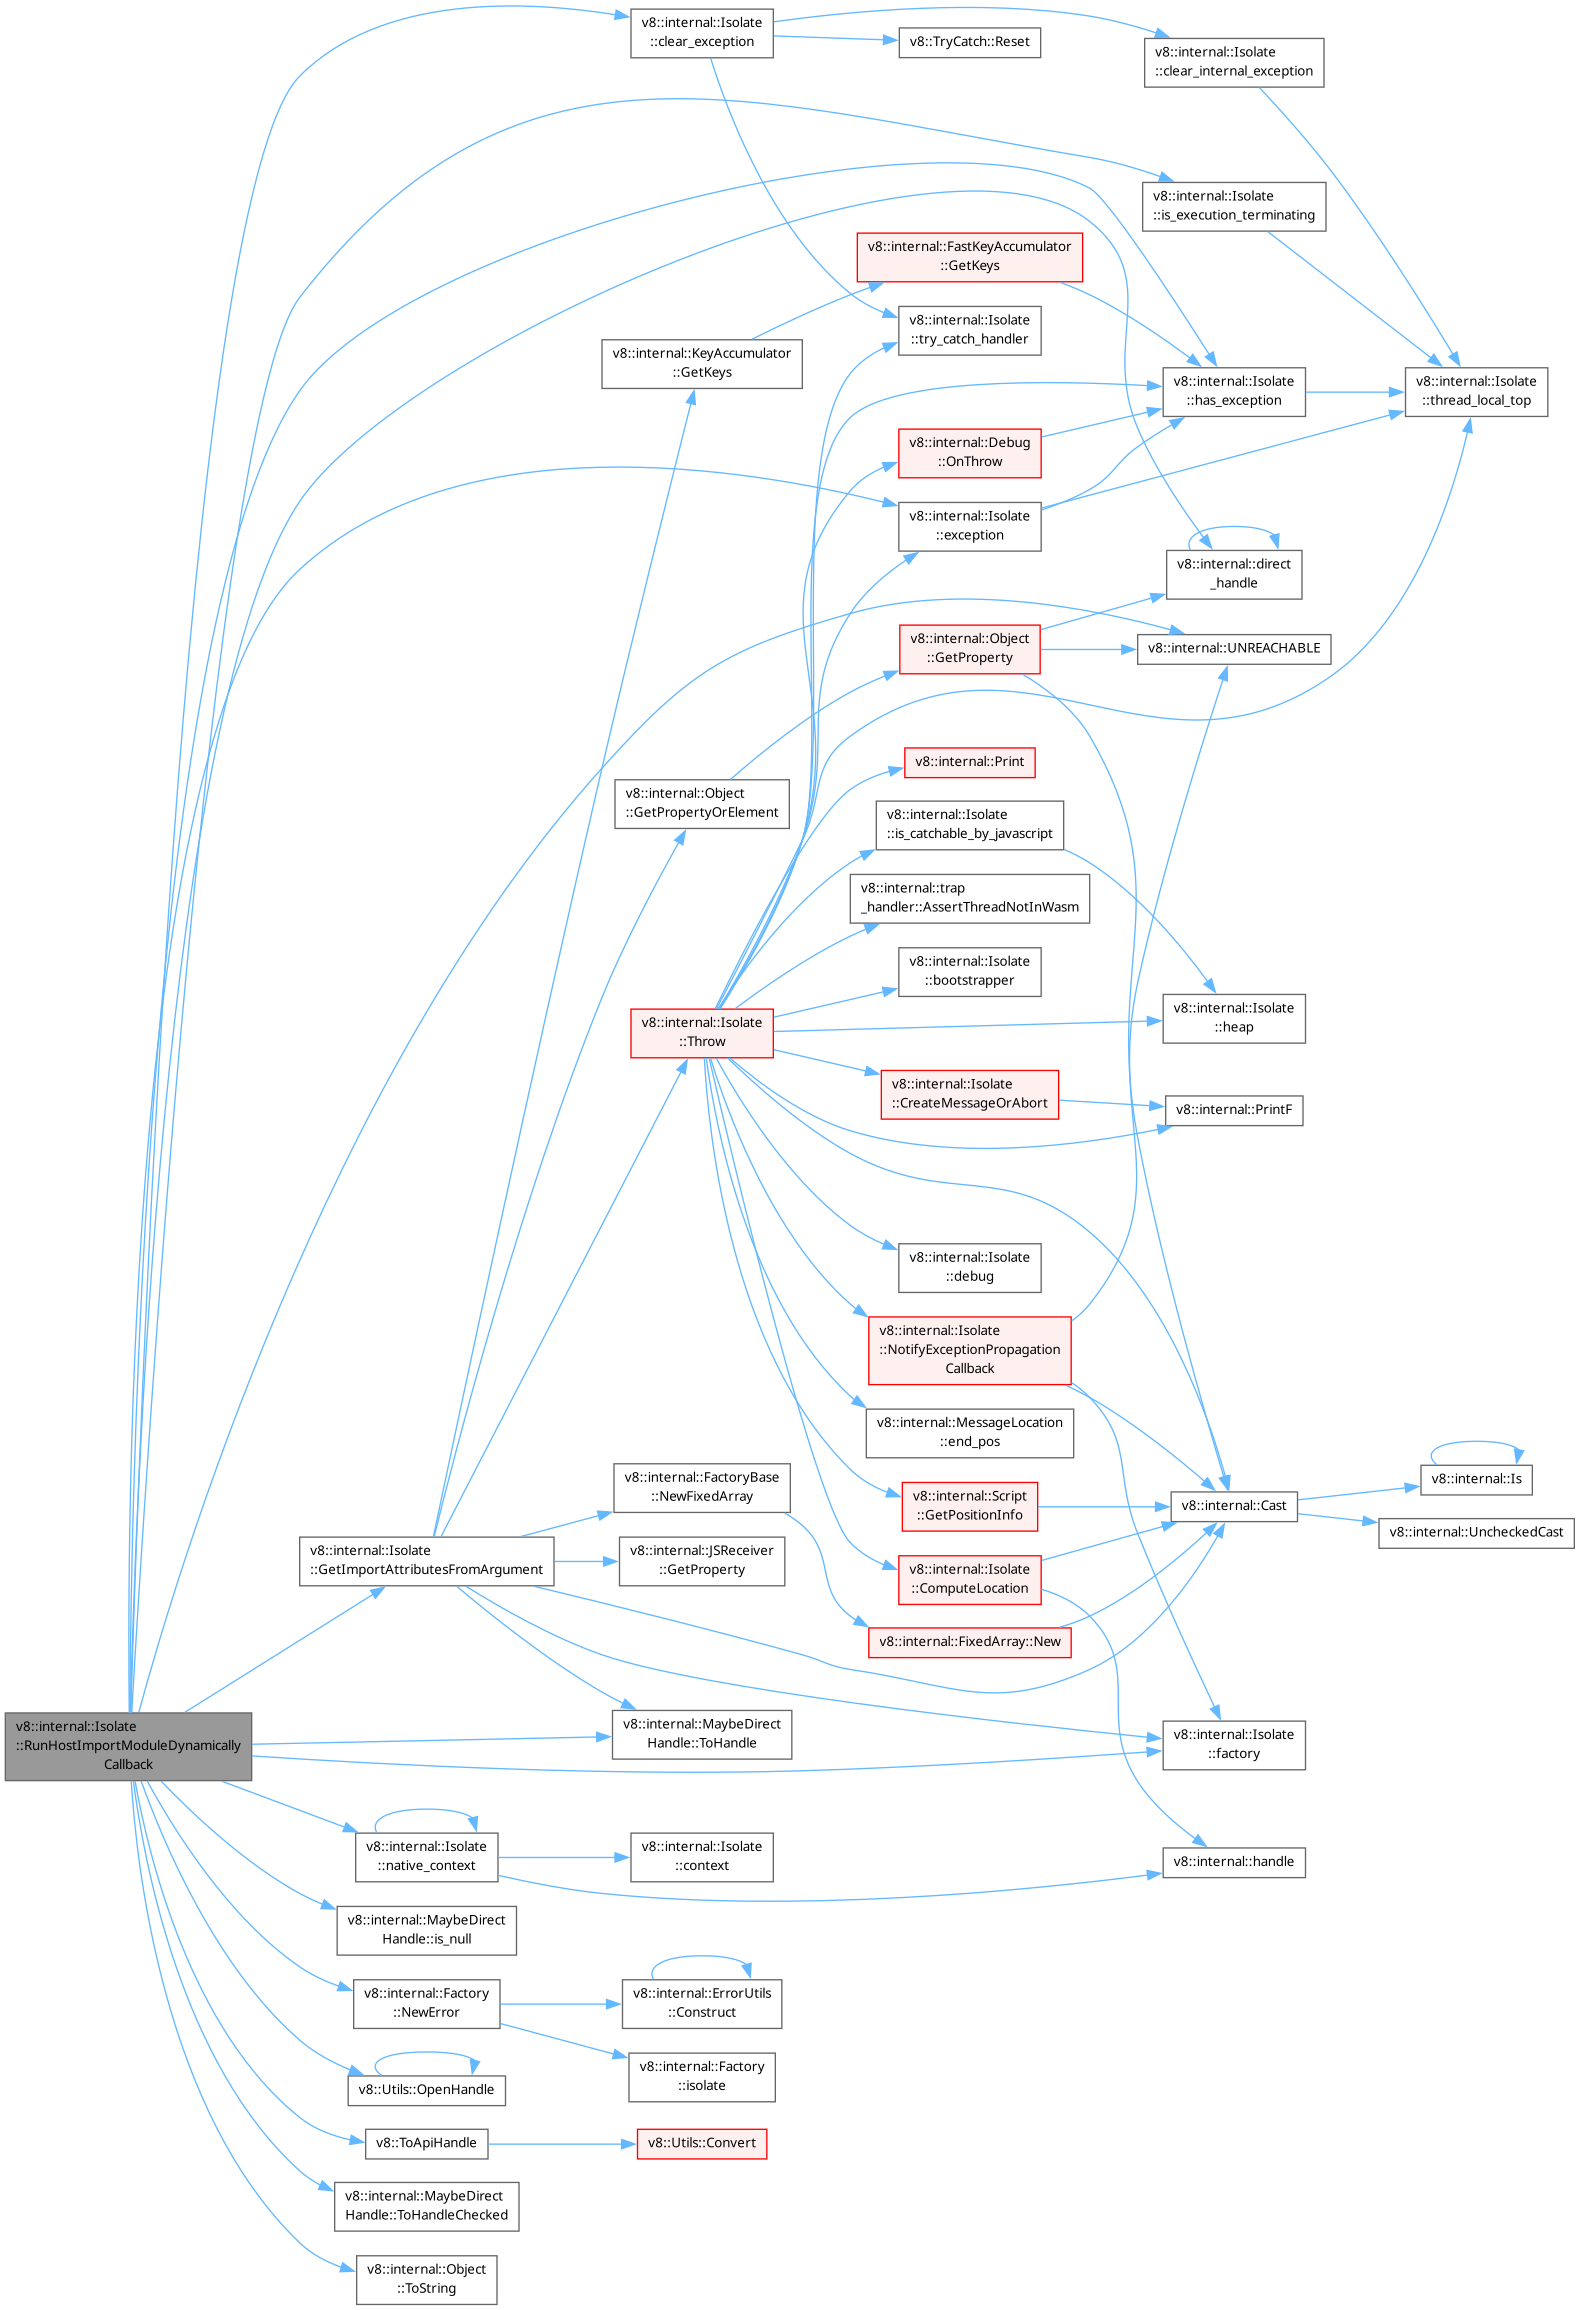 v8::internal::Isolate
::clear_exception
v8::TryCatch::Reset
v8::internal::Isolate
::clear_internal_exception
v8::internal::Isolate
::is_execution_terminating
v8::internal::FastKeyAccumulator
::GetKeys
v8::internal::Isolate
::try_catch_handler
v8::internal::KeyAccumulator
::GetKeys
v8::internal::Isolate
::has_exception
v8::internal::Isolate
::thread_local_top
v8::internal::Debug
::OnThrow
v8::internal::Isolate
::exception
v8::internal::direct
_handle
v8::internal::Object
::GetProperty
v8::internal::UNREACHABLE
v8::internal::Print
v8::internal::Object
::GetPropertyOrElement
v8::internal::Isolate
::is_catchable_by_javascript
v8::internal::trap
_handler::AssertThreadNotInWasm
v8::internal::Isolate
::bootstrapper
v8::internal::Isolate
::heap
v8::internal::Isolate
::Throw
v8::internal::Isolate
::CreateMessageOrAbort
v8::internal::PrintF
v8::internal::Isolate
::debug
v8::internal::Isolate
::NotifyExceptionPropagation
Callback
v8::internal::MessageLocation
::end_pos
v8::internal::Is
v8::internal::FactoryBase
::NewFixedArray
v8::internal::Script
::GetPositionInfo
v8::internal::Cast
v8::internal::UncheckedCast
v8::internal::Isolate
::GetImportAttributesFromArgument
v8::internal::JSReceiver
::GetProperty
v8::internal::Isolate
::ComputeLocation
v8::internal::FixedArray::New
v8::internal::Isolate
::RunHostImportModuleDynamically
Callback
v8::internal::MaybeDirect
Handle::ToHandle
v8::internal::Isolate
::factory
v8::internal::Isolate
::native_context
v8::internal::Isolate
::context
v8::internal::handle
v8::internal::MaybeDirect
Handle::is_null
v8::internal::Factory
::NewError
v8::internal::ErrorUtils
::Construct
v8::internal::Factory
::isolate
v8::Utils::OpenHandle
v8::ToApiHandle
v8::Utils::Convert
v8::internal::MaybeDirect
Handle::ToHandleChecked
v8::internal::Object
::ToString